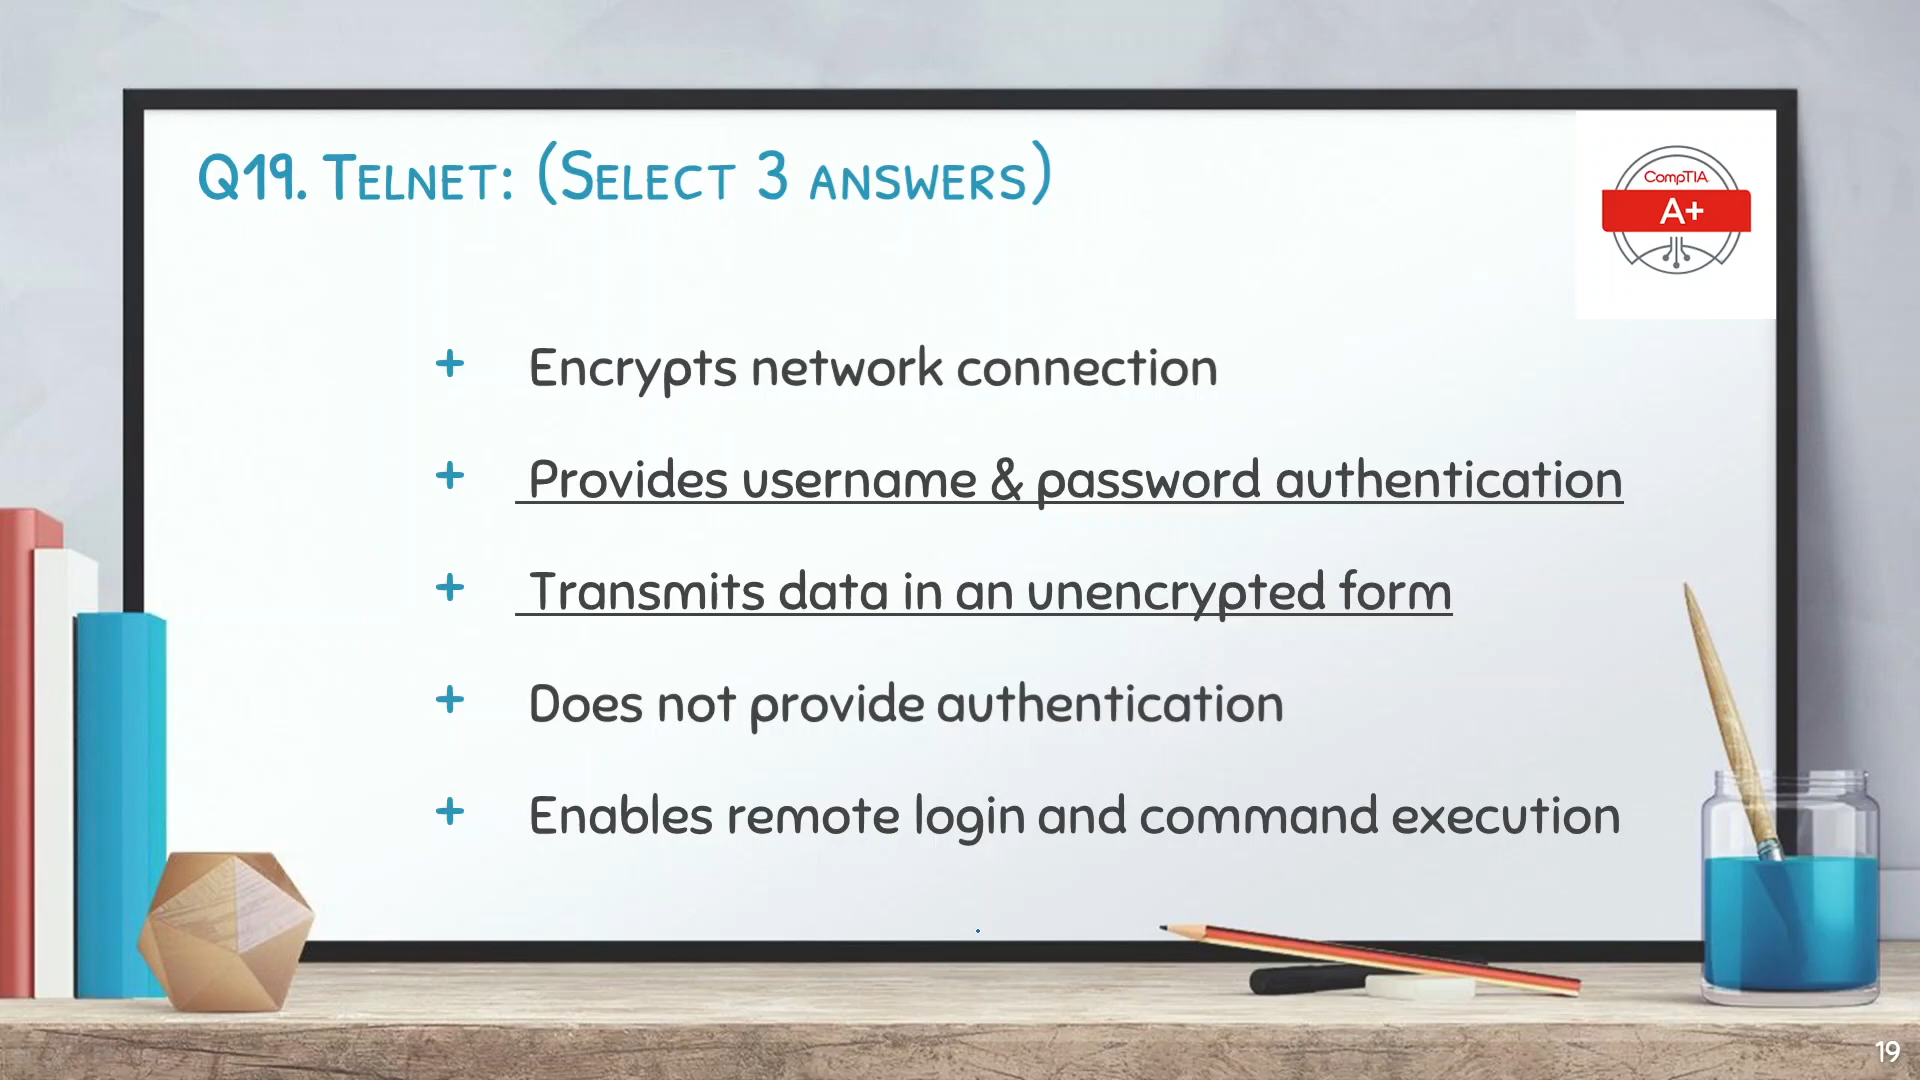 Q19. Telnet: (Select 3 answers)
CompTIA
A+
+ Encrypts network connection
+ Provides username & password authentication
+ Transmits data in an unencrypted form
+ Does not provide authentication
+ Enables remote login and command execution
19